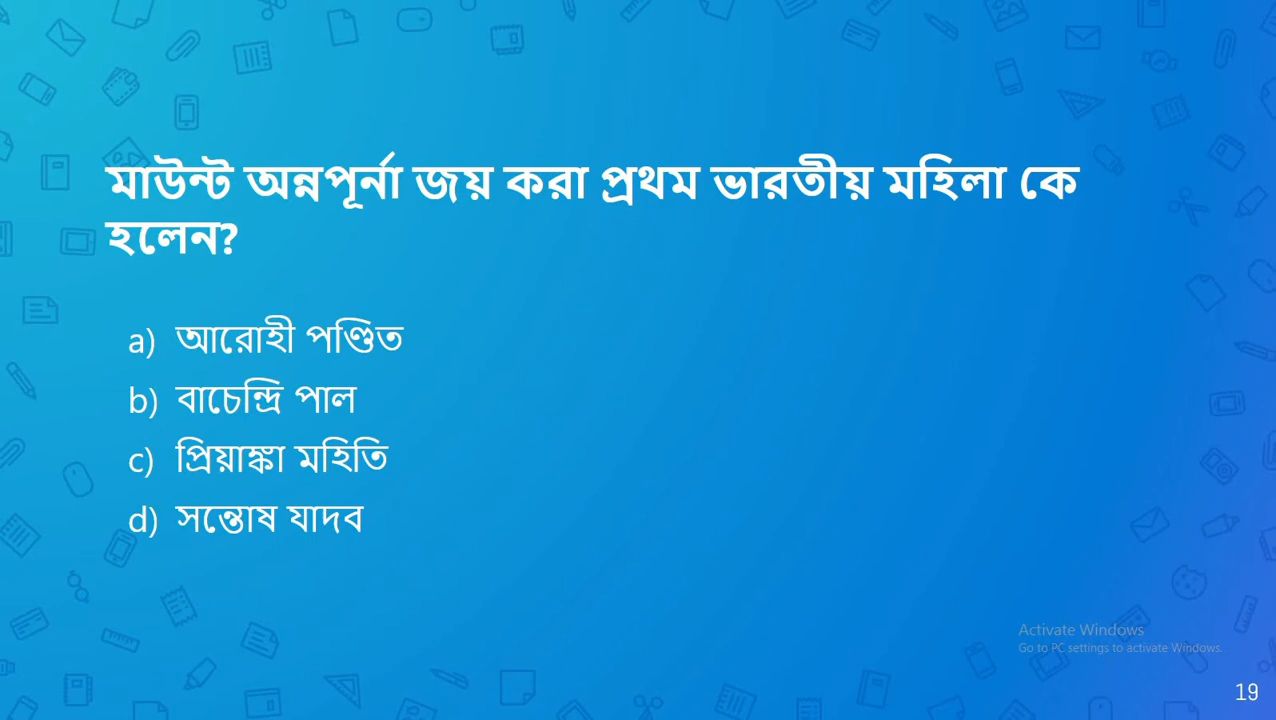 মাউন্ট অন্নপূর্না জয় করা প্রথম ভারতীয় মহিলা কে
হলেন?
a) আরোহী পণ্ডিত
b) বাচেন্দ্রি পাল
c) প্রিয়াঙ্কা মহিতি
d) সন্তোষ যাদব
Activate Windows
Go to PC settings to activate Windows.
19